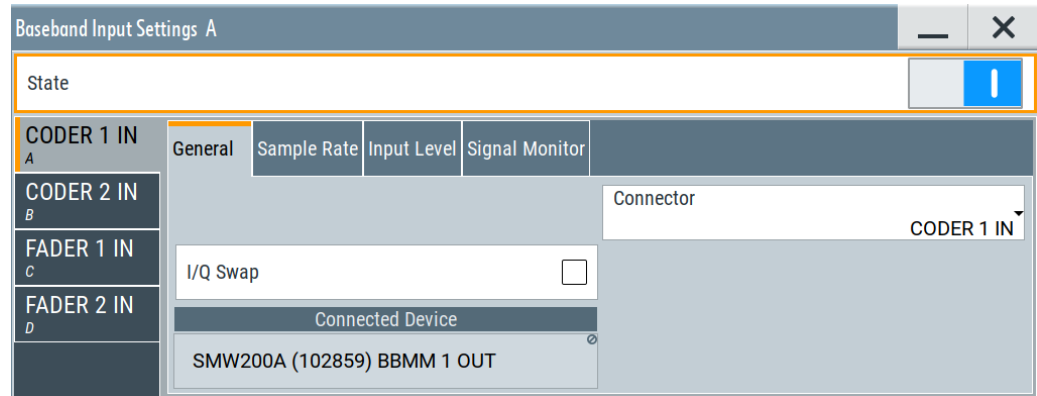 Baseband Input Settings A
State
CODER 1 IN
A
CODER 2 IN
B
FADER 1 IN
C
FADER 2 IN
D
General Sample Rate Input Level Signal Monitor
Connector
CODER 1 IN
I/Q Swap
Connected Device
SMW200A (102859) BBMM 1 OUT